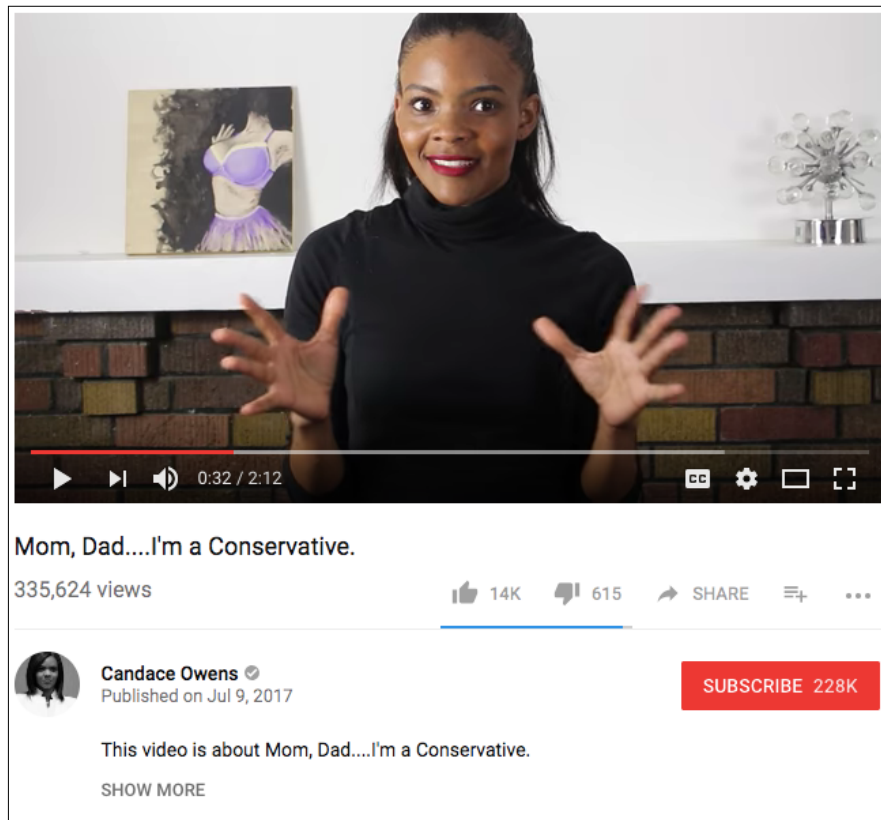 0:32 / 2:12
CC
Mom, Dad....I'm a Conservative.
335,624 views
14K
615
SHARE
Candace Owens
Published on Jul 9, 2017
SUBSCRIBE 228K
This video is about Mom, Dad....I'm a Conservative.
SHOW MORE